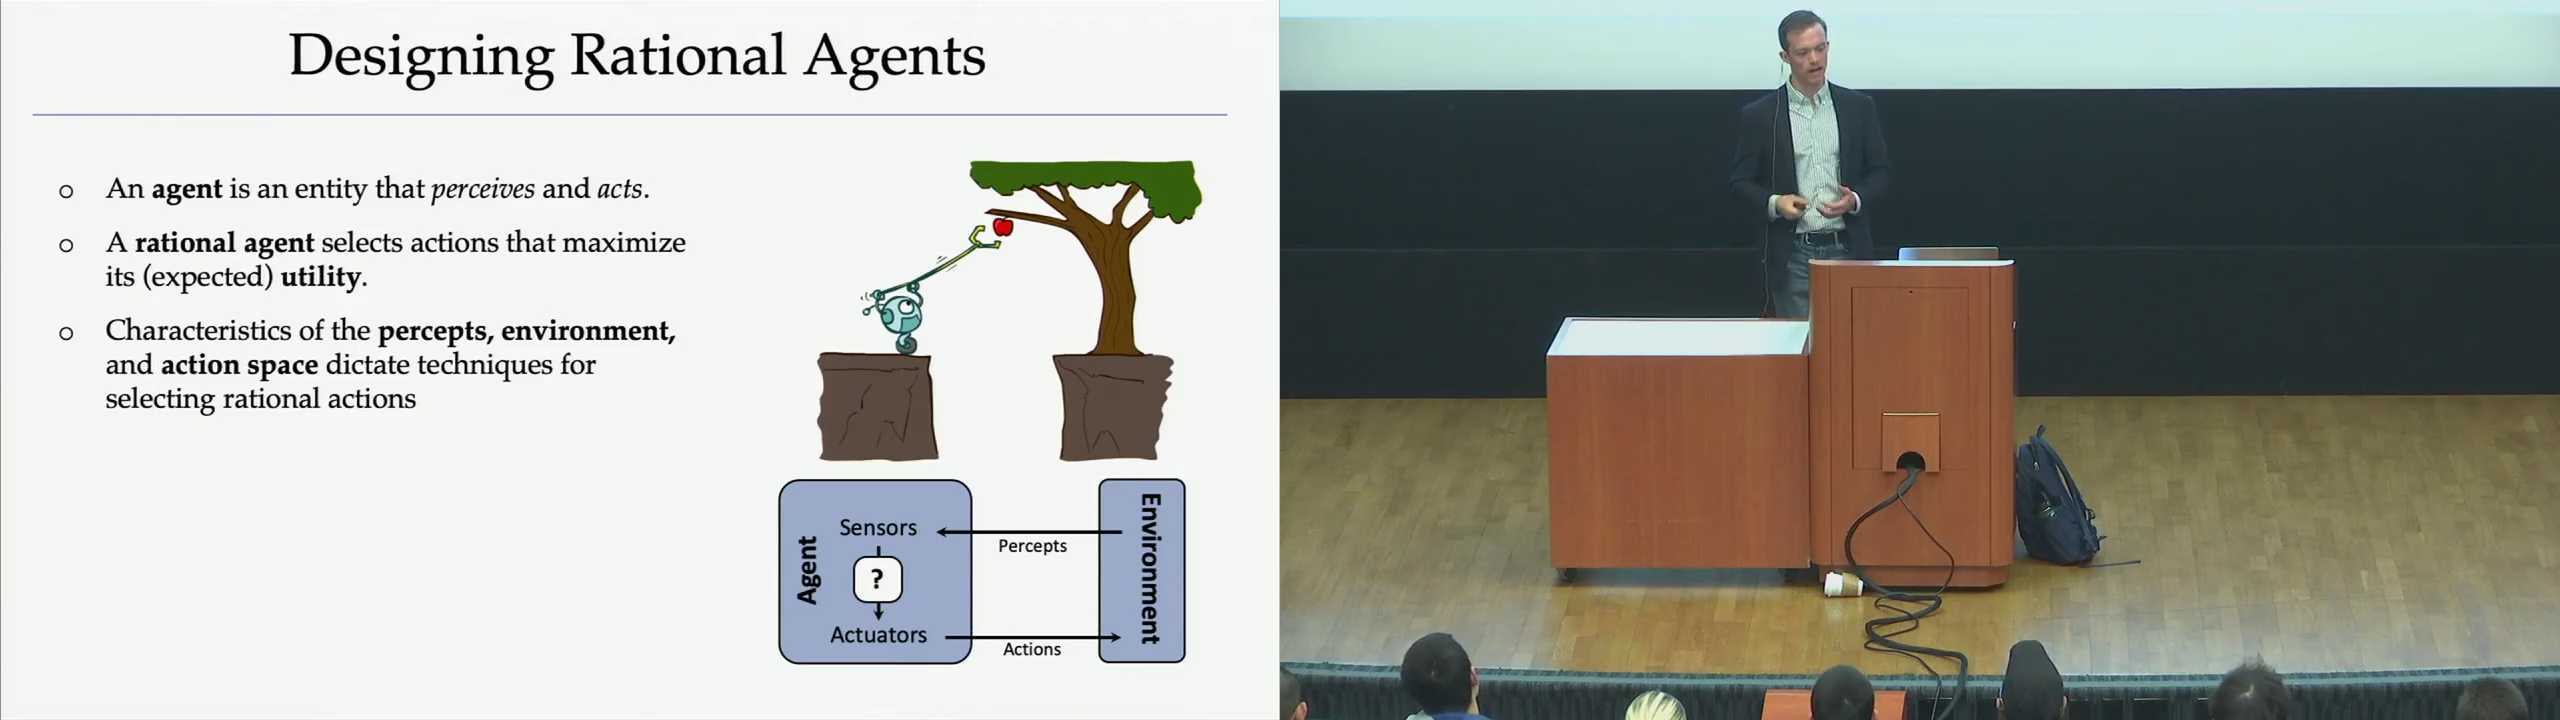 Designing Rational Agents
An agent is an entity that perceives and acts.
A rational agent selects actions that maximize
its (expected) utility.
Characteristics of the percepts, environment,
and action space dictate techniques for
selecting rational actions
Agent
Sensors
?
Actuators
Percepts
Actions
Environment